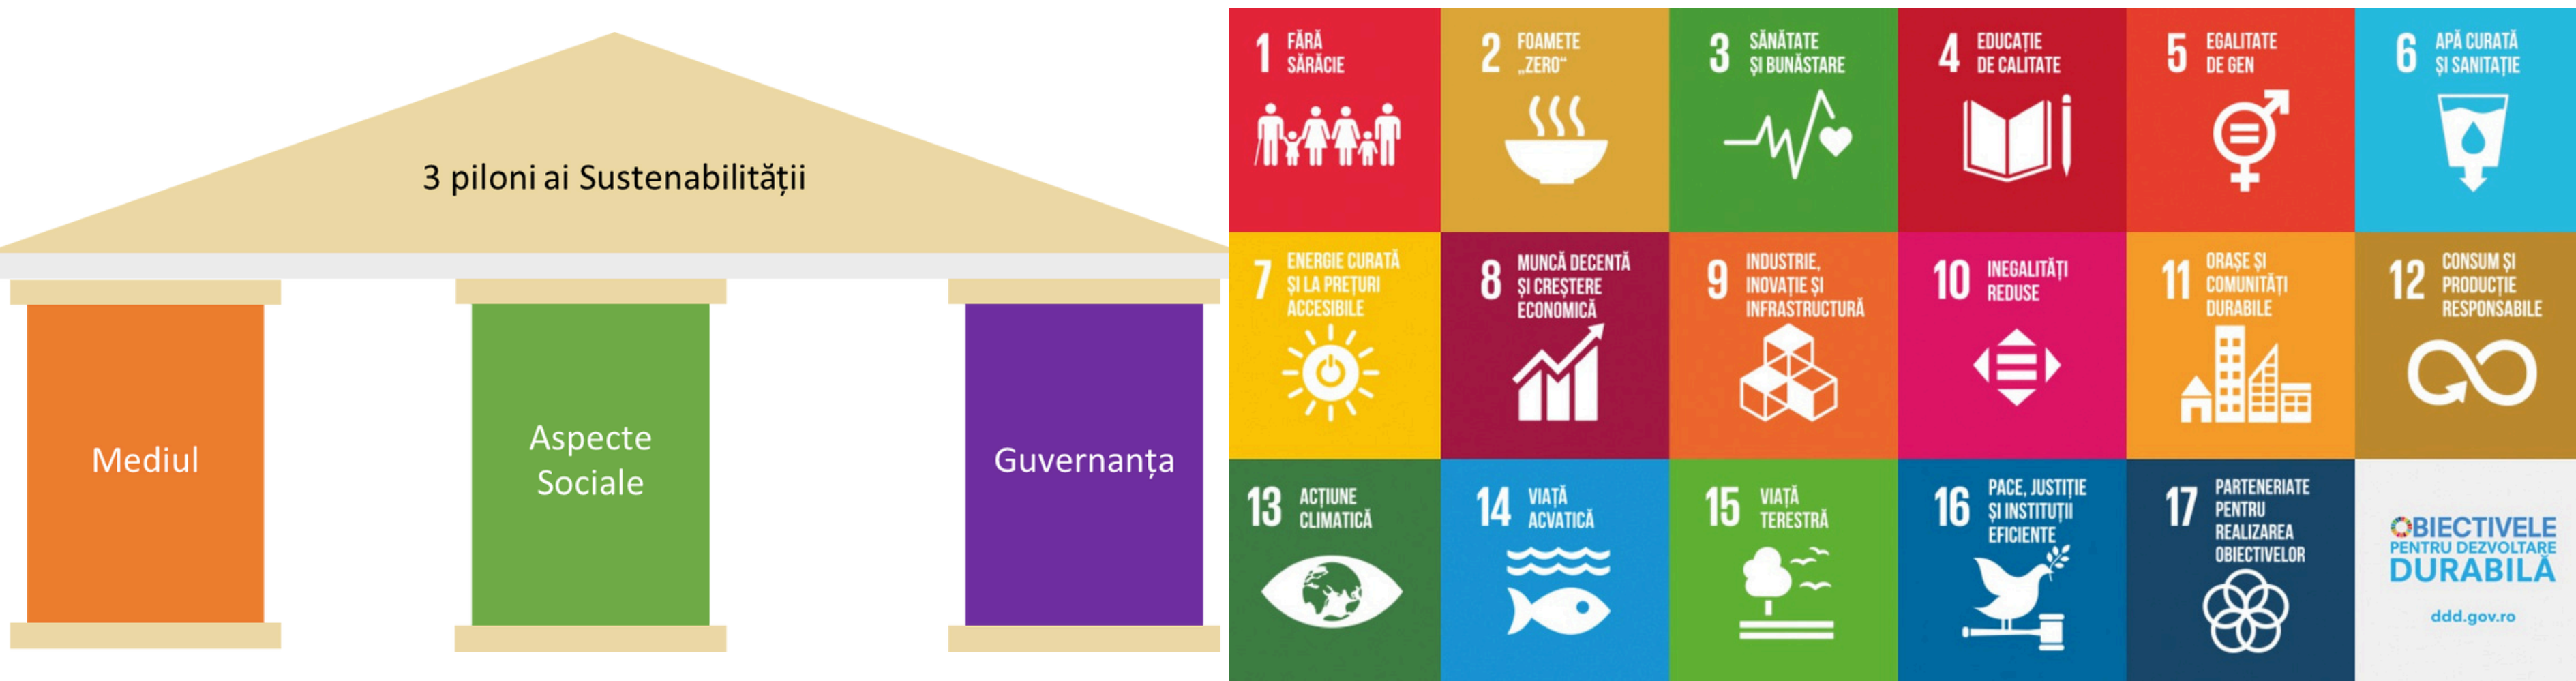 3 piloni ai Sustenabilității
Mediul
Aspecte
Sociale
Guvernanța
1 FĂRĂ
SĂRĂCIE
2 FOAMETE
„ZERO“
3 SĂNĂTATE
ȘI BUNĂSTARE
4 EDUCAȚIE
DE CALITATE
5 EGALITATE
DE GEN
6 APĂ CURATĂ
ȘI SANITAȚIE
7 ENERGIE CURATĂ
ȘI LA PREȚURI
ACCESIBILE
8 MUNCĂ DECENTĂ
ȘI CREȘTERE
ECONOMICĂ
9 INDUSTRIE,
INOVAȚIE ȘI
INFRASTRUCTURĂ
10 INEGALITĂȚI
REDUSE
11 ORAȘE ȘI
COMUNITĂȚI
DURABILE
12 CONSUM ȘI
PRODUCȚIE
RESPONSABILE
13 ACȚIUNE
CLIMATICĂ
14 VIAȚĂ
ACVATICĂ
15 VIAȚĂ
TERESTRĂ
16 PACE, JUSTIȚIE
ȘI INSTITUȚII
EFICIENTE
17 PARTENERIATE
PENTRU
REALIZAREA
OBIECTIVELOR
OBIECTIVELE
PENTRU DEZVOLTARE
DURABILĂ
ddd.gov.ro